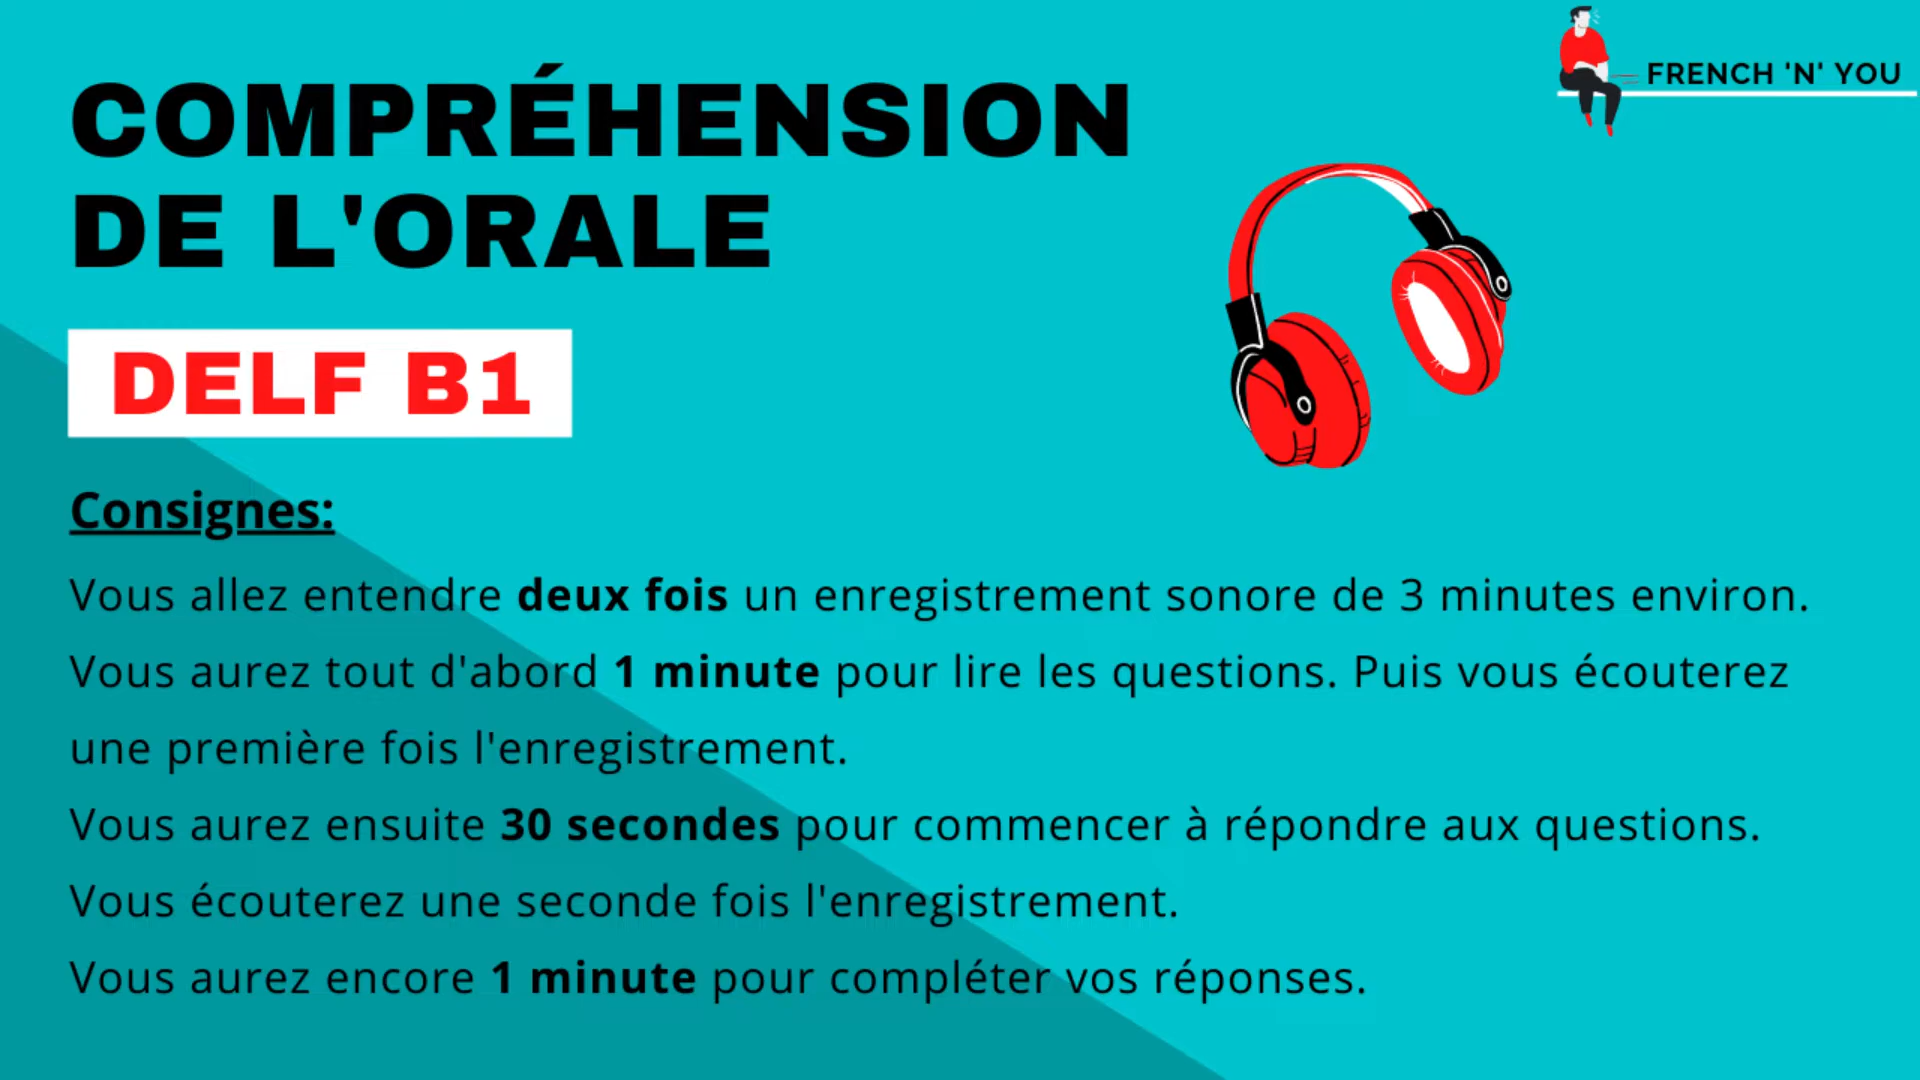 FRENCH 'N' YOU
COMPRÉHENSION
DE L'ORALE
DELF B1
Consignes:
Vous allez entendre deux fois un enregistrement sonore de 3 minutes environ.
Vous aurez tout d'abord 1 minute pour lire les questions. Puis vous écouterez
une première fois l'enregistrement.
Vous aurez ensuite 30 secondes pour commencer à répondre aux questions.
Vous écouterez une seconde fois l'enregistrement.
Vous aurez encore 1 minute pour compléter vos réponses.